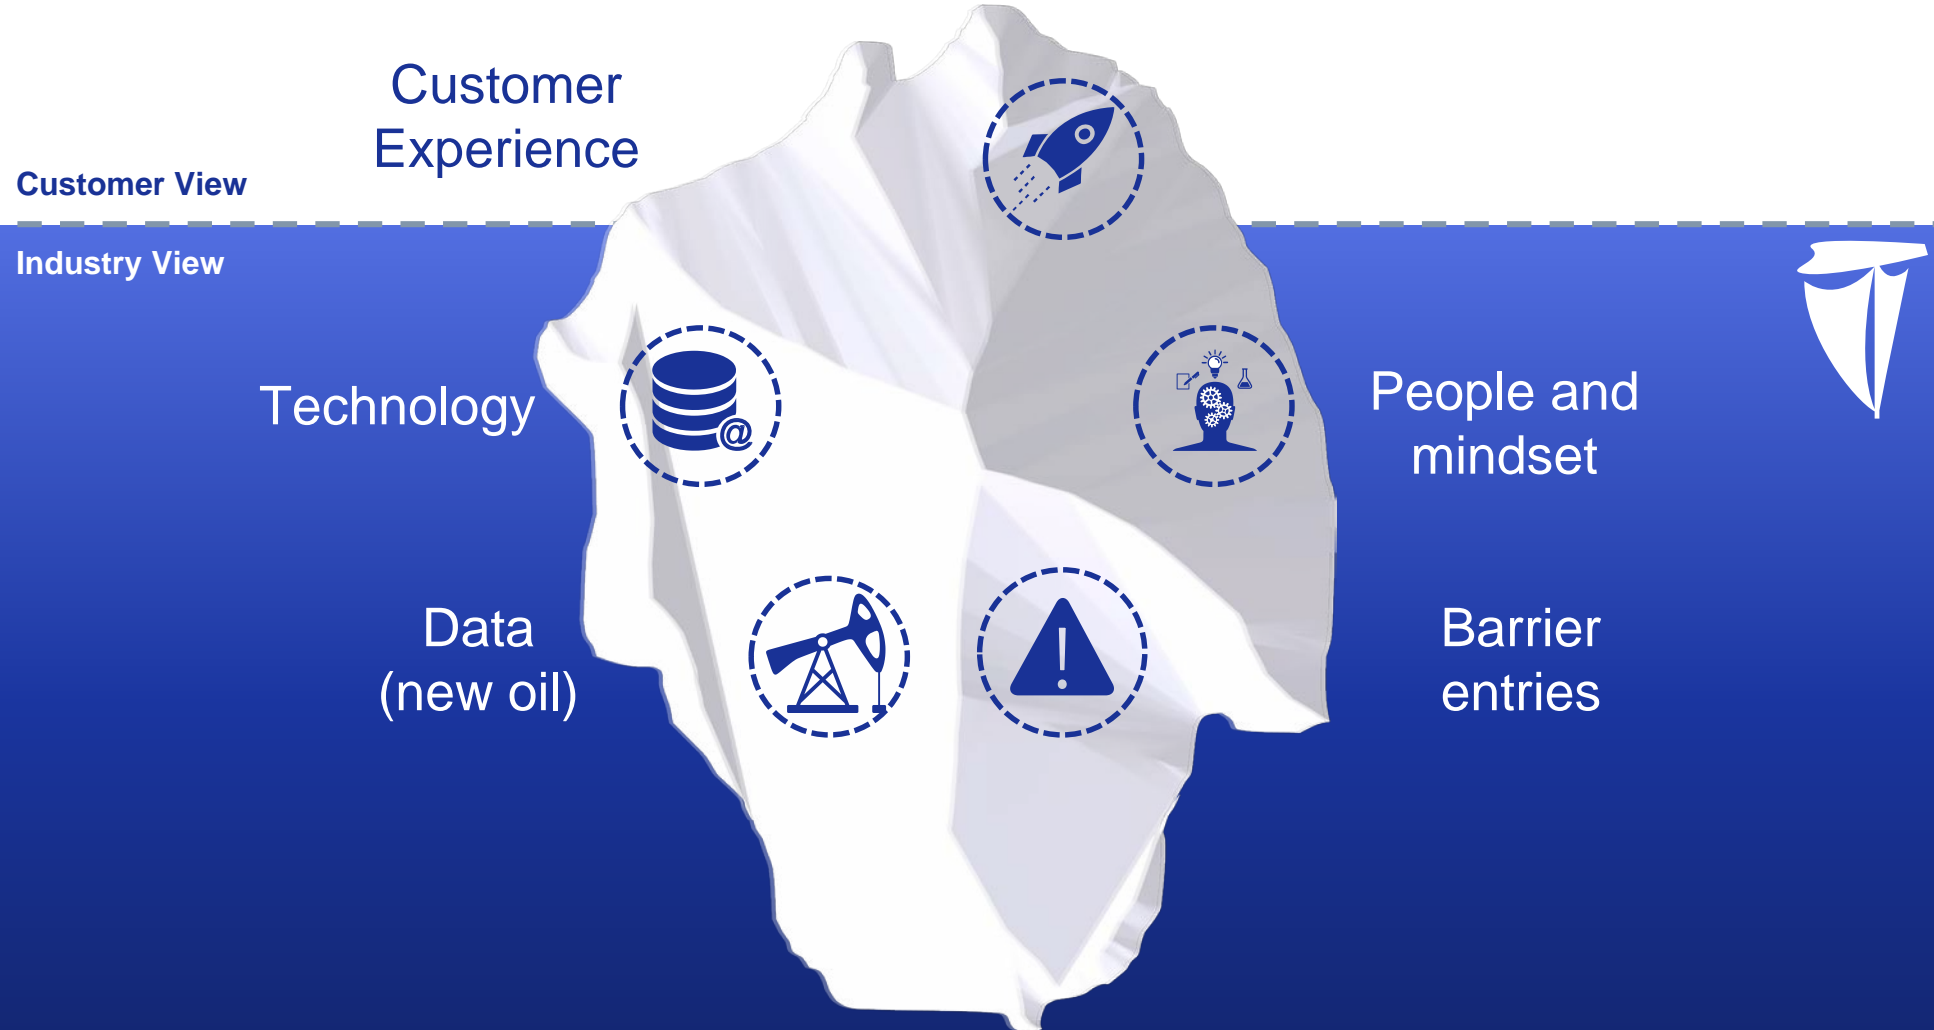 Customer
Experience
Customer View
Industry View
Technology
@
People and
mindset
Data
(new oil)
!
Barrier
entries